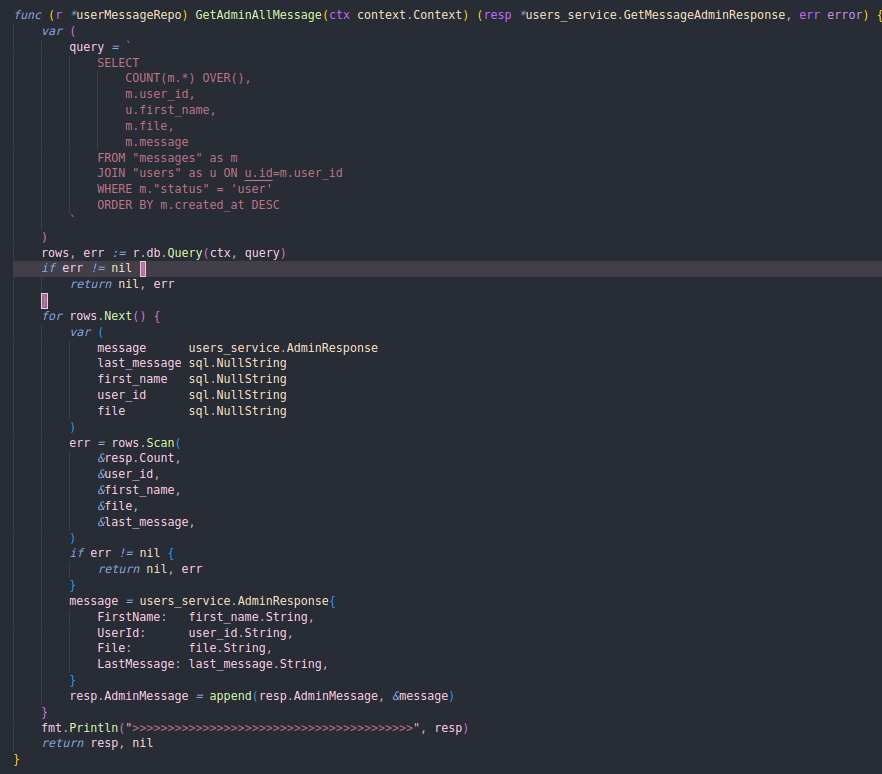 func (r *userMessageRepo) GetAdminAllMessage(ctx context.Context) (resp *users_service.GetMessageAdminResponse, err error) {
    var (
        query = `
            SELECT
                COUNT(m.*) OVER(),
                m.user_id,
                u.first_name,
                m.file,
                m.message
            FROM "messages" as m
            JOIN "users" as u ON u.id=m.user_id
            WHERE m."status" = 'user'
            ORDER BY m.created_at DESC
        `
    )
    rows, err := r.db.Query(ctx, query)
    if err != nil {
        return nil, err
    }
    for rows.Next() {
        var (
            message      users_service.AdminResponse
            last_message sql.NullString
            first_name   sql.NullString
            user_id      sql.NullString
            file         sql.NullString
        )
        err = rows.Scan(
            &resp.Count,
            &user_id,
            &first_name,
            &file,
            &last_message,
        )
        if err != nil {
            return nil, err
        }
        message = users_service.AdminResponse{
            FirstName:   first_name.String,
            UserId:      user_id.String,
            File:        file.String,
            LastMessage: last_message.String,
        }
        resp.AdminMessage = append(resp.AdminMessage, &message)
    }
    fmt.Println(">>>>>>>>>>>>>>>>>>>>>>>>>>>>>>>>>>>>>>>>", resp)
    return resp, nil
}